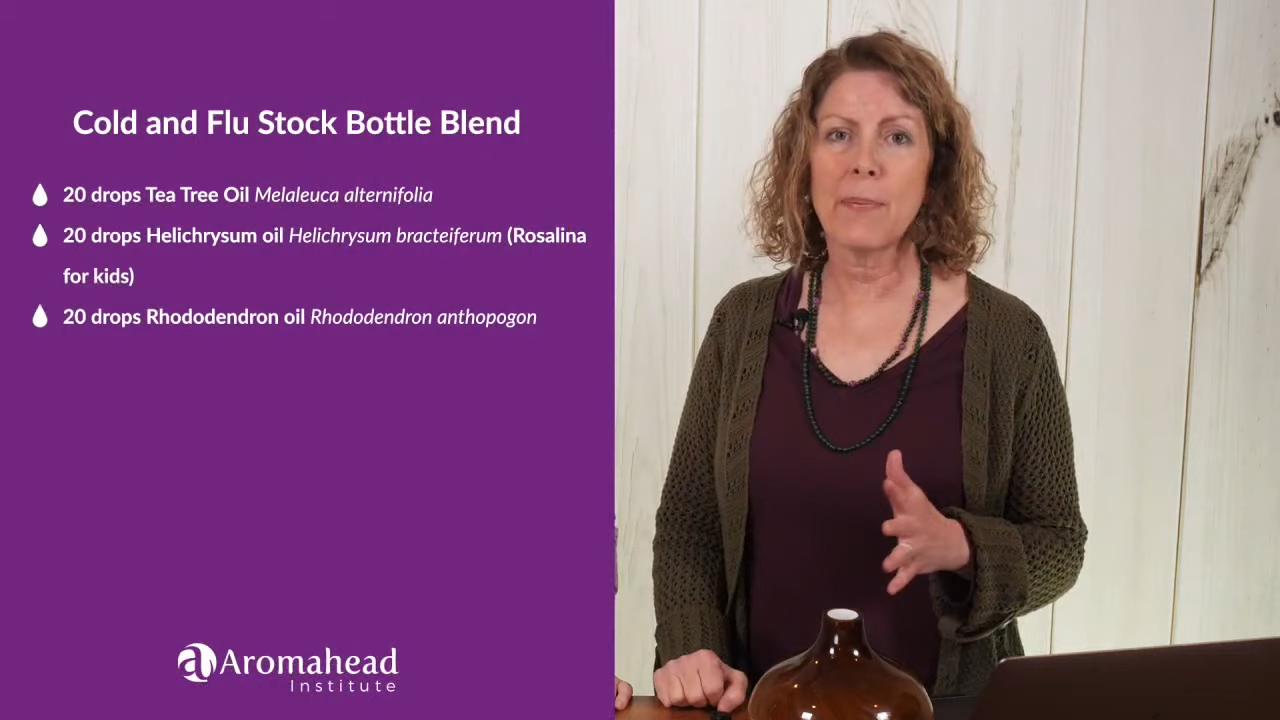 Cold and Flu Stock Bottle Blend
20 drops Tea Tree Oil Melaleuca alternifolia
20 drops Helichrysum oil Helichrysum bracteiferum (Rosalina
for kids)
20 drops Rhododendron oil Rhododendron anthopogon
a Aromahead
Institute